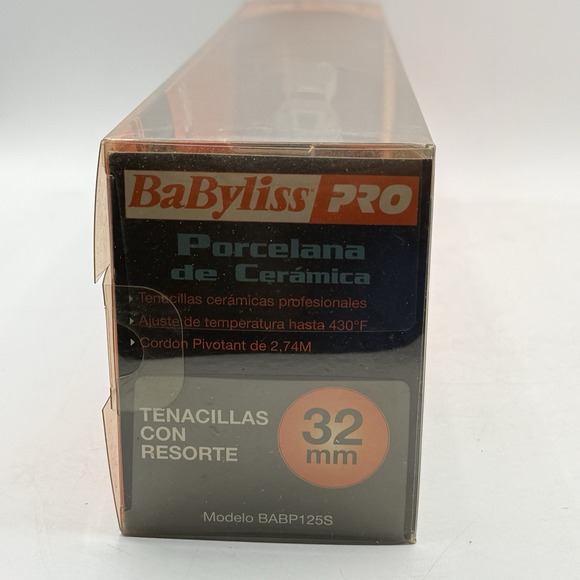 BaByliss PRO
Porcelana
de Cerámica
Tenacillas cerámicas profesionales
Ajuste de temperatura hasta 430°F
Cordon Pivotant de 2,74M
TENACILLAS
CON
RESORTE
32
mm
Modelo BABP125S